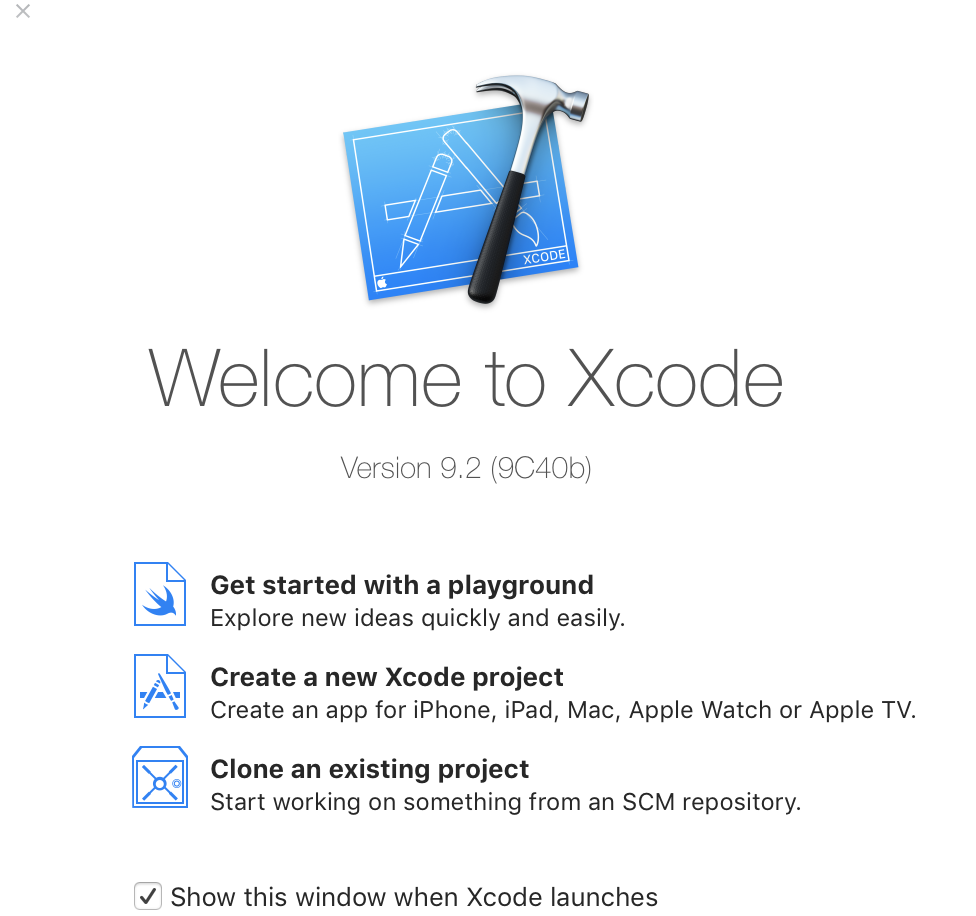 XCODE
Welcome to Xcode
Version 9.2 (9C40b)
Get started with a playground
Explore new ideas quickly and easily.
Create a new Xcode project
Create an app for iPhone, iPad, Mac, Apple Watch or Apple TV.
Clone an existing project
Start working on something from an SCM repository.
Show this window when Xcode launches